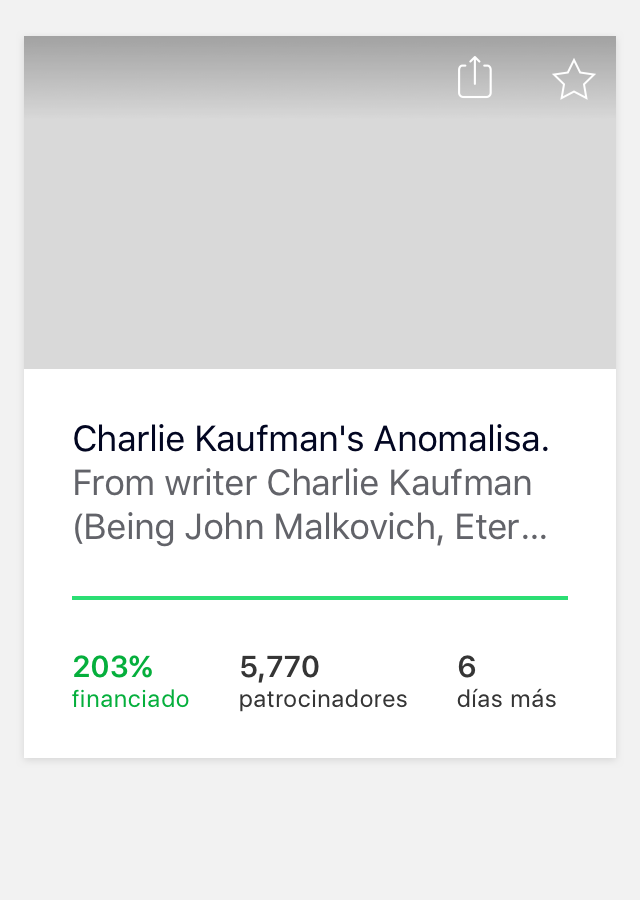 Charlie Kaufman's Anomalisa.
From writer Charlie Kaufman
(Being John Malkovich, Eter...
203%
financiado
5,770
patrocinadores
6
días más